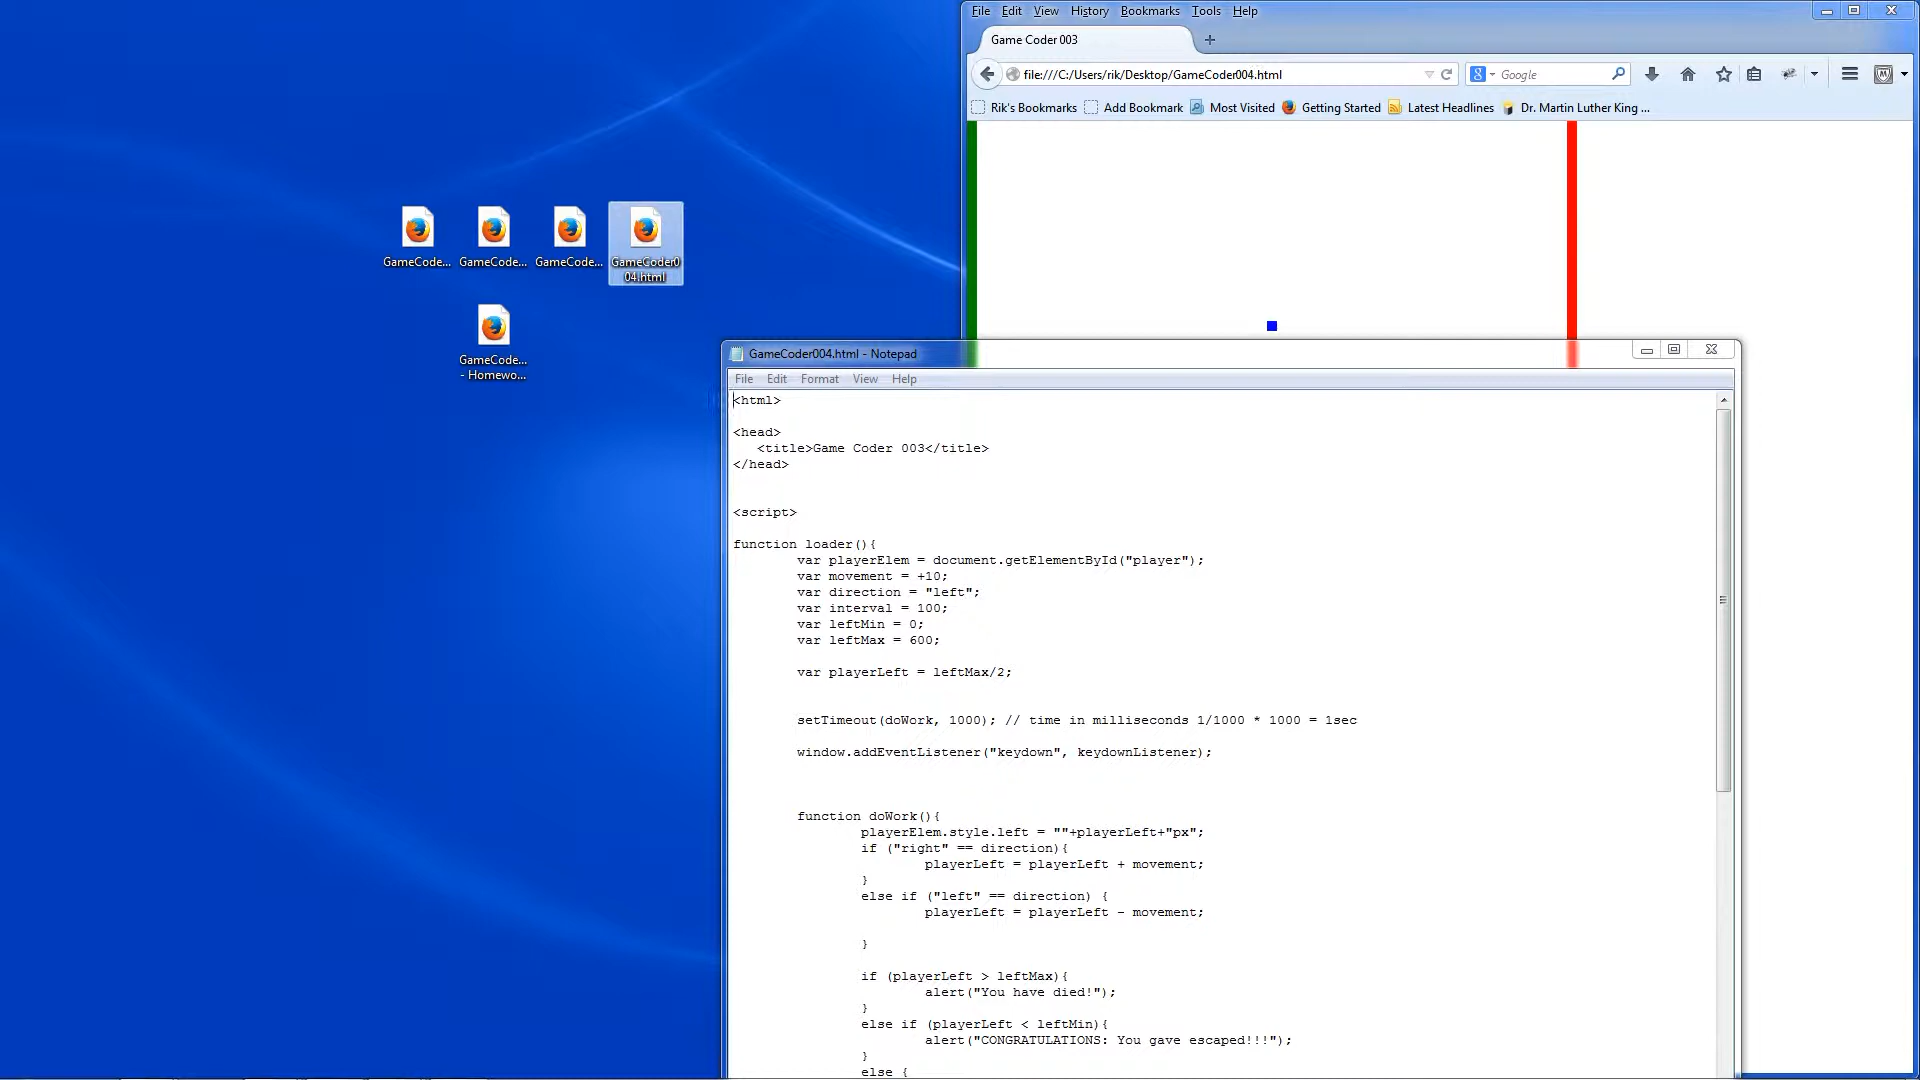 File Edit View History Bookmarks Tools Help
Game Coder 003
file:///C:/Users/rik/Desktop/GameCoder004.html
Google
Rik's Bookmarks Add Bookmark Most Visited Getting Started Latest Headlines Dr. Martin Luther King ...
GameCode...
GameCode...
GameCode...
GameCoder0
04.html
GameCode...
- Homewo...
GameCoder004.html - Notepad
File Edit Format View Help
<html>
<head>
<title>Game Coder 003</title>
</head>
<script>
function loader(){
var playerElem = document.getElementById("player");
var movement = +10;
var direction = "left";
var interval = 100;
var leftMin = 0;
var leftMax = 600;
var playerLeft = leftMax/2;
setTimeout(doWork, 1000); // time in milliseconds 1/1000 * 1000 = 1sec
window.addEventListener("keydown", keydownListener);
function doWork(){
playerElem.style.left = ""+playerLeft+"px";
if ("right" == direction){
playerLeft = playerLeft + movement;
}
else if ("left" == direction) {
playerLeft = playerLeft - movement;
}
if (playerLeft > leftMax){
alert("You have died!");
}
else if (playerLeft < leftMin){
alert("CONGRATULATIONS: You gave escaped!!!");
}
else {